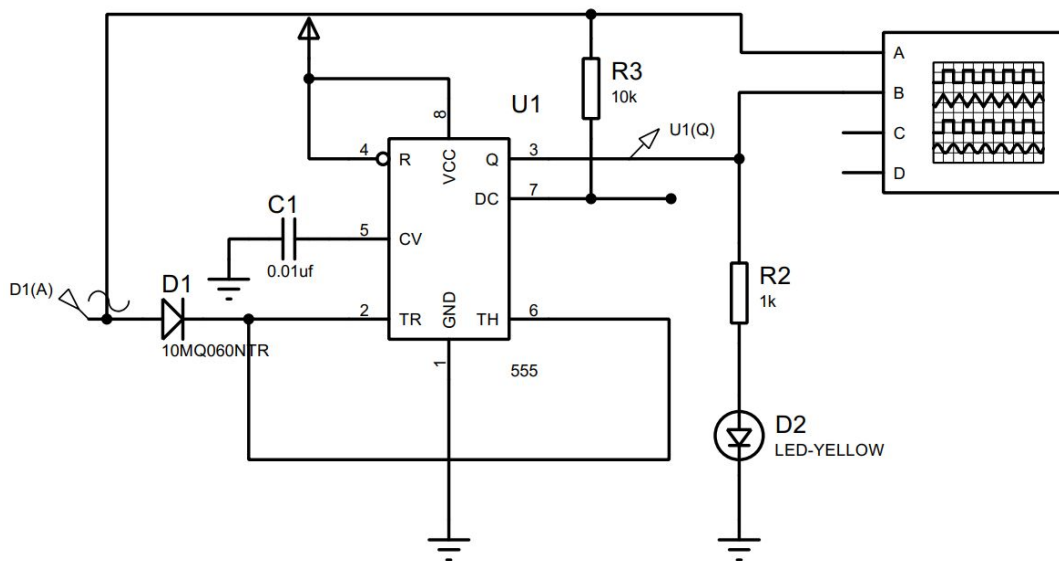 R3
10k
U1
U1(Q)
A
B
C
D
8
VCC
4
R
Q
3
DC
7
C1
0.01uf
5
CV
D1(A)
D1
10MQ060NTR
2
TR
GND
TH
6
1
555
R2
1k
D2
LED-YELLOW